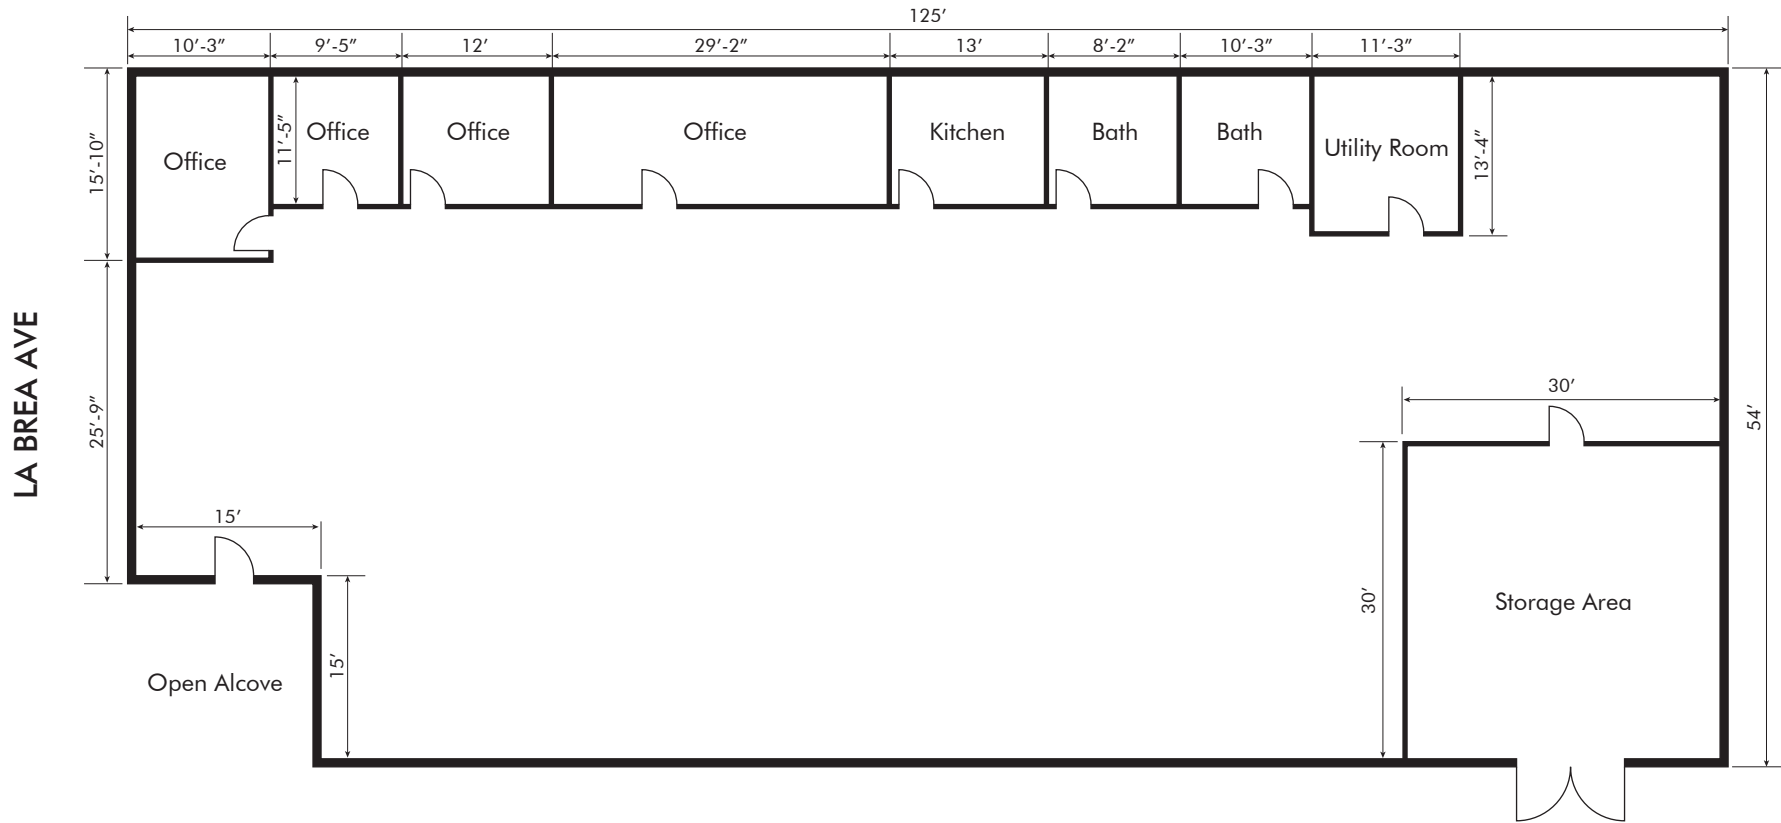 125’
10’-3”
9’-5”
12’
29’-2”
13’
8’-2”
10’-3”
11’-3”
15’-10”
Office
11’-5”
Office
Office
Office
Kitchen
Bath
Bath
Utility Room
13’-4”
LA BREA AVE
25’-9”
30’
54’
15’
30’
Storage Area
Open Alcove
15’